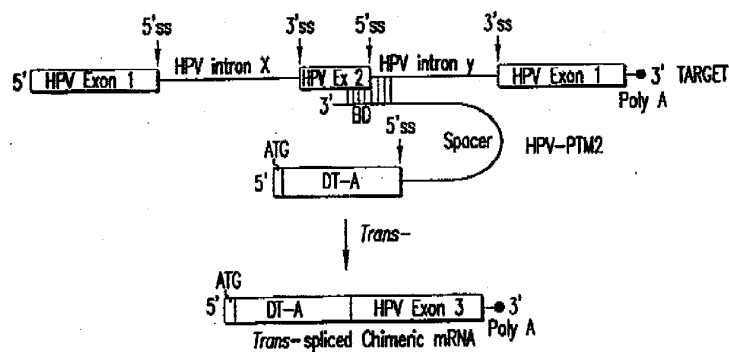 5'ss 3'ss 5'ss 3'ss
5' HPV Exon 1 HPV intron X HPV Ex 2 HPV intron y HPV Exon 1 3' TARGET
Poly A
3' BD
5'ss
Spacer HPV-PTM2
ATG
5' DT-A
Trans-
ATG
5' DT-A HPV Exon 3 3'
Poly A
Trans-spliced Chimeric mRNA